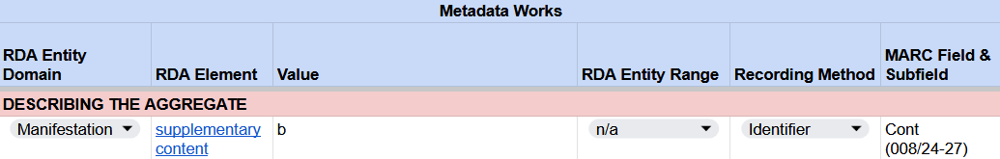 Metadata Works
RDA Entity Domain
RDA Element
Value
RDA Entity Range
Recording Method
MARC Field & Subfield
DESCRIBING THE AGGREGATE
Manifestation
supplementary content
b
n/a
Identifier
Cont (008/24-27)